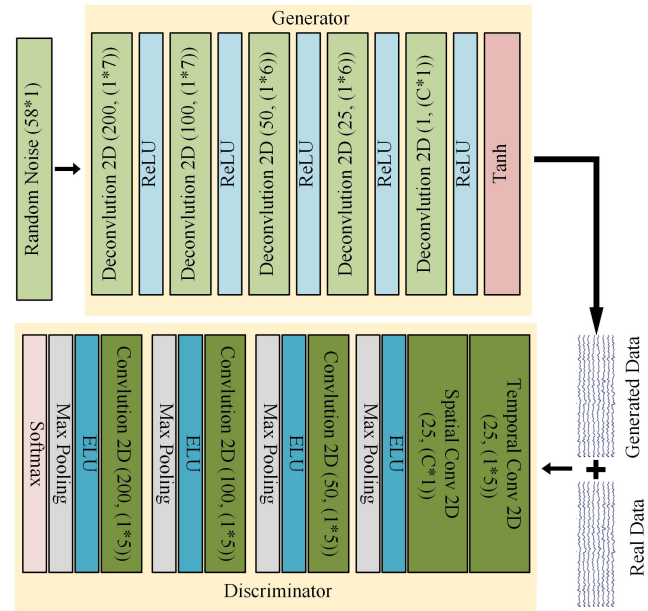 Generator
Random Noise (58*1)
Deconvlution 2D (200, (1*7))
ReLU
Deconvlution 2D (100, (1*7))
ReLU
Deconvlution 2D (50, (1*6))
ReLU
Deconvlution 2D (25, (1*6))
ReLU
Deconvlution 2D (1, (C*1))
ReLU
Tanh
Generated Data
+
Real Data
Temporal Conv 2D
(25, (1*5))
Spatial Conv 2D
(25, (C*1))
ELU
Max Pooling
Convlution 2D (50, (1*5))
ELU
Max Pooling
Convlution 2D (100, (1*5))
ELU
Max Pooling
Convlution 2D (200, (1*5))
ELU
Max Pooling
Softmax
Discriminator